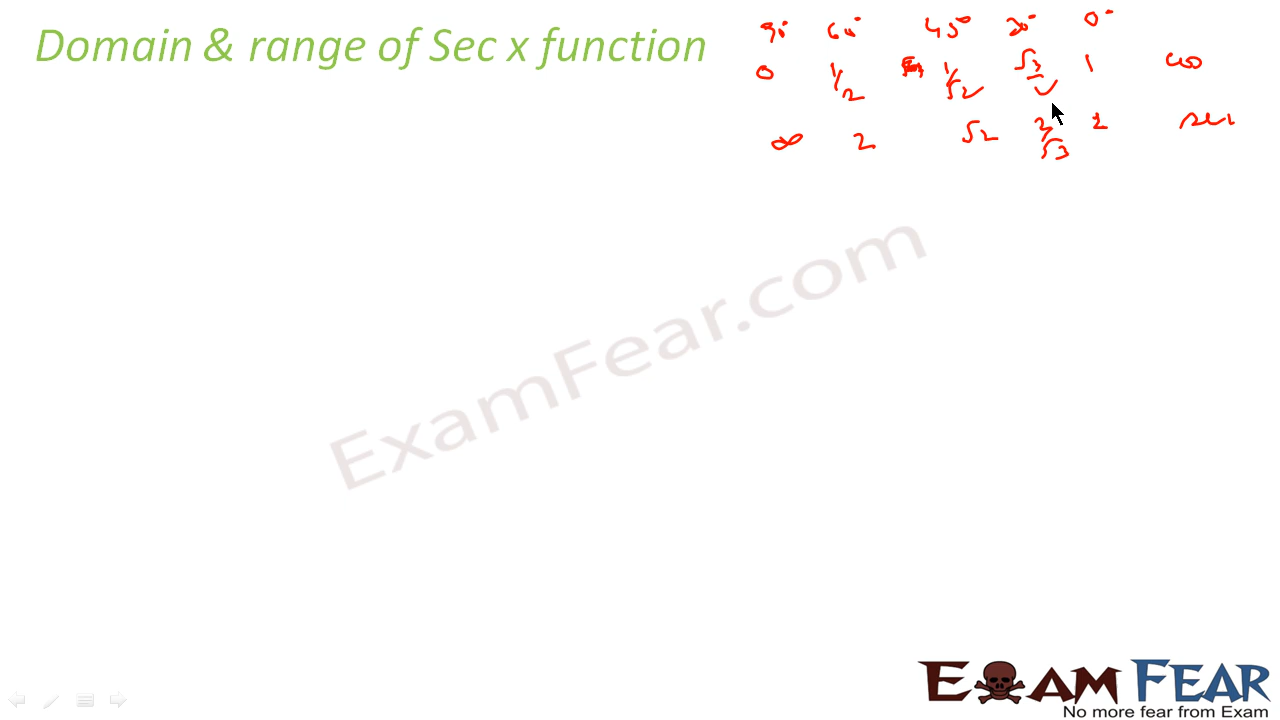 Domain & range of Sec x function
90° 60° 45° 30° 0°
0 1/2 1/√2 √3/2 1 cos
∞ 2 √2 2/√3 1 sec
ExamFear.com
EXAM FEAR
No more fear from Exam